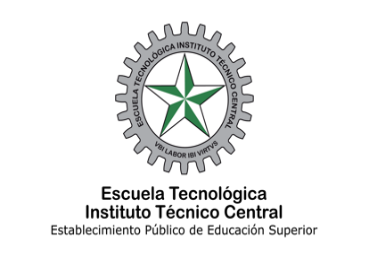 ESCUELA TECNOLÓGICA INSTITUTO TÉCNICO CENTRAL
VBI LABOR IBI VIRTVS
Escuela Tecnológica
Instituto Técnico Central
Establecimiento Público de Educación Superior